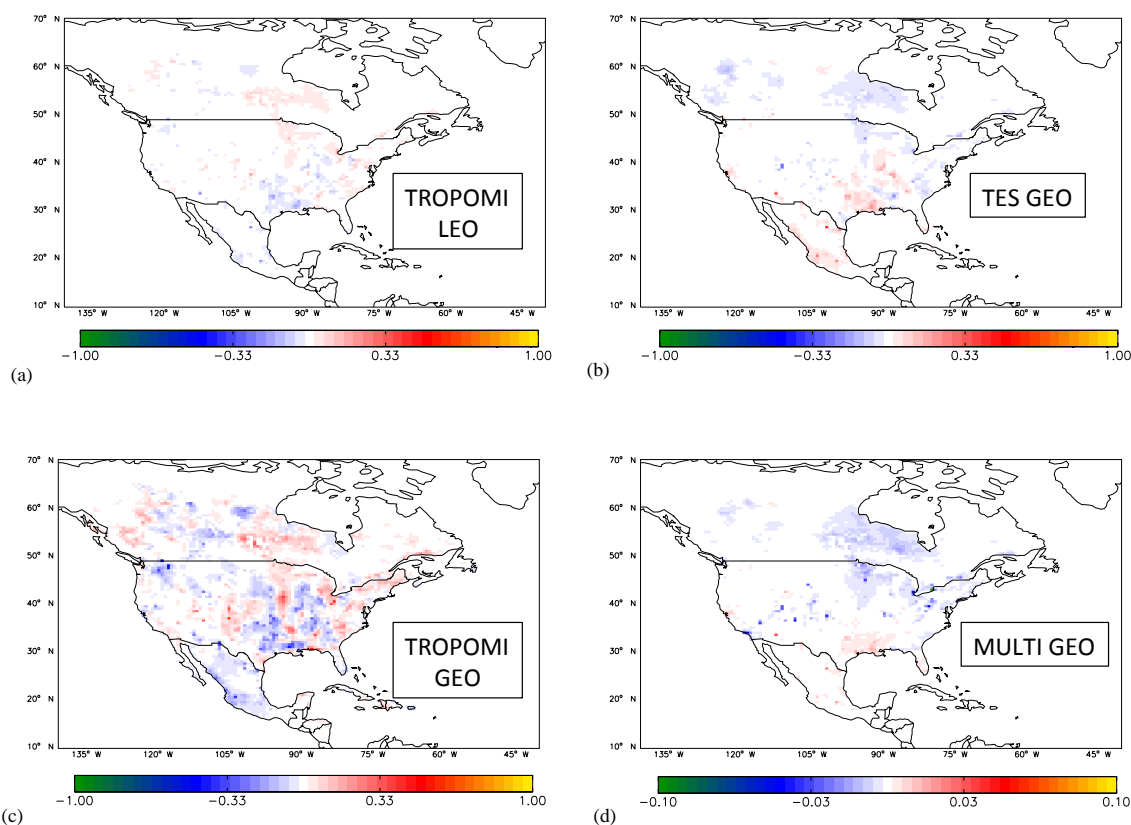 70° N
60° N
50° N
40° N
30° N
20° N
10° N
TROPOMI
LEO
135° W 120° W 105° W 90° W 75° W 60° W 45° W
−1.00 −0.33 0.33 1.00
(a)
70° N
60° N
50° N
40° N
30° N
20° N
10° N
TES GEO
135° W 120° W 105° W 90° W 75° W 60° W 45° W
−1.00 −0.33 0.33 1.00
(b)
70° N
60° N
50° N
40° N
30° N
20° N
10° N
TROPOMI
GEO
135° W 120° W 105° W 90° W 75° W 60° W 45° W
−1.00 −0.33 0.33 1.00
(c)
70° N
60° N
50° N
40° N
30° N
20° N
10° N
MULTI GEO
135° W 120° W 105° W 90° W 75° W 60° W 45° W
−0.10 −0.03 0.03 0.10
(d)